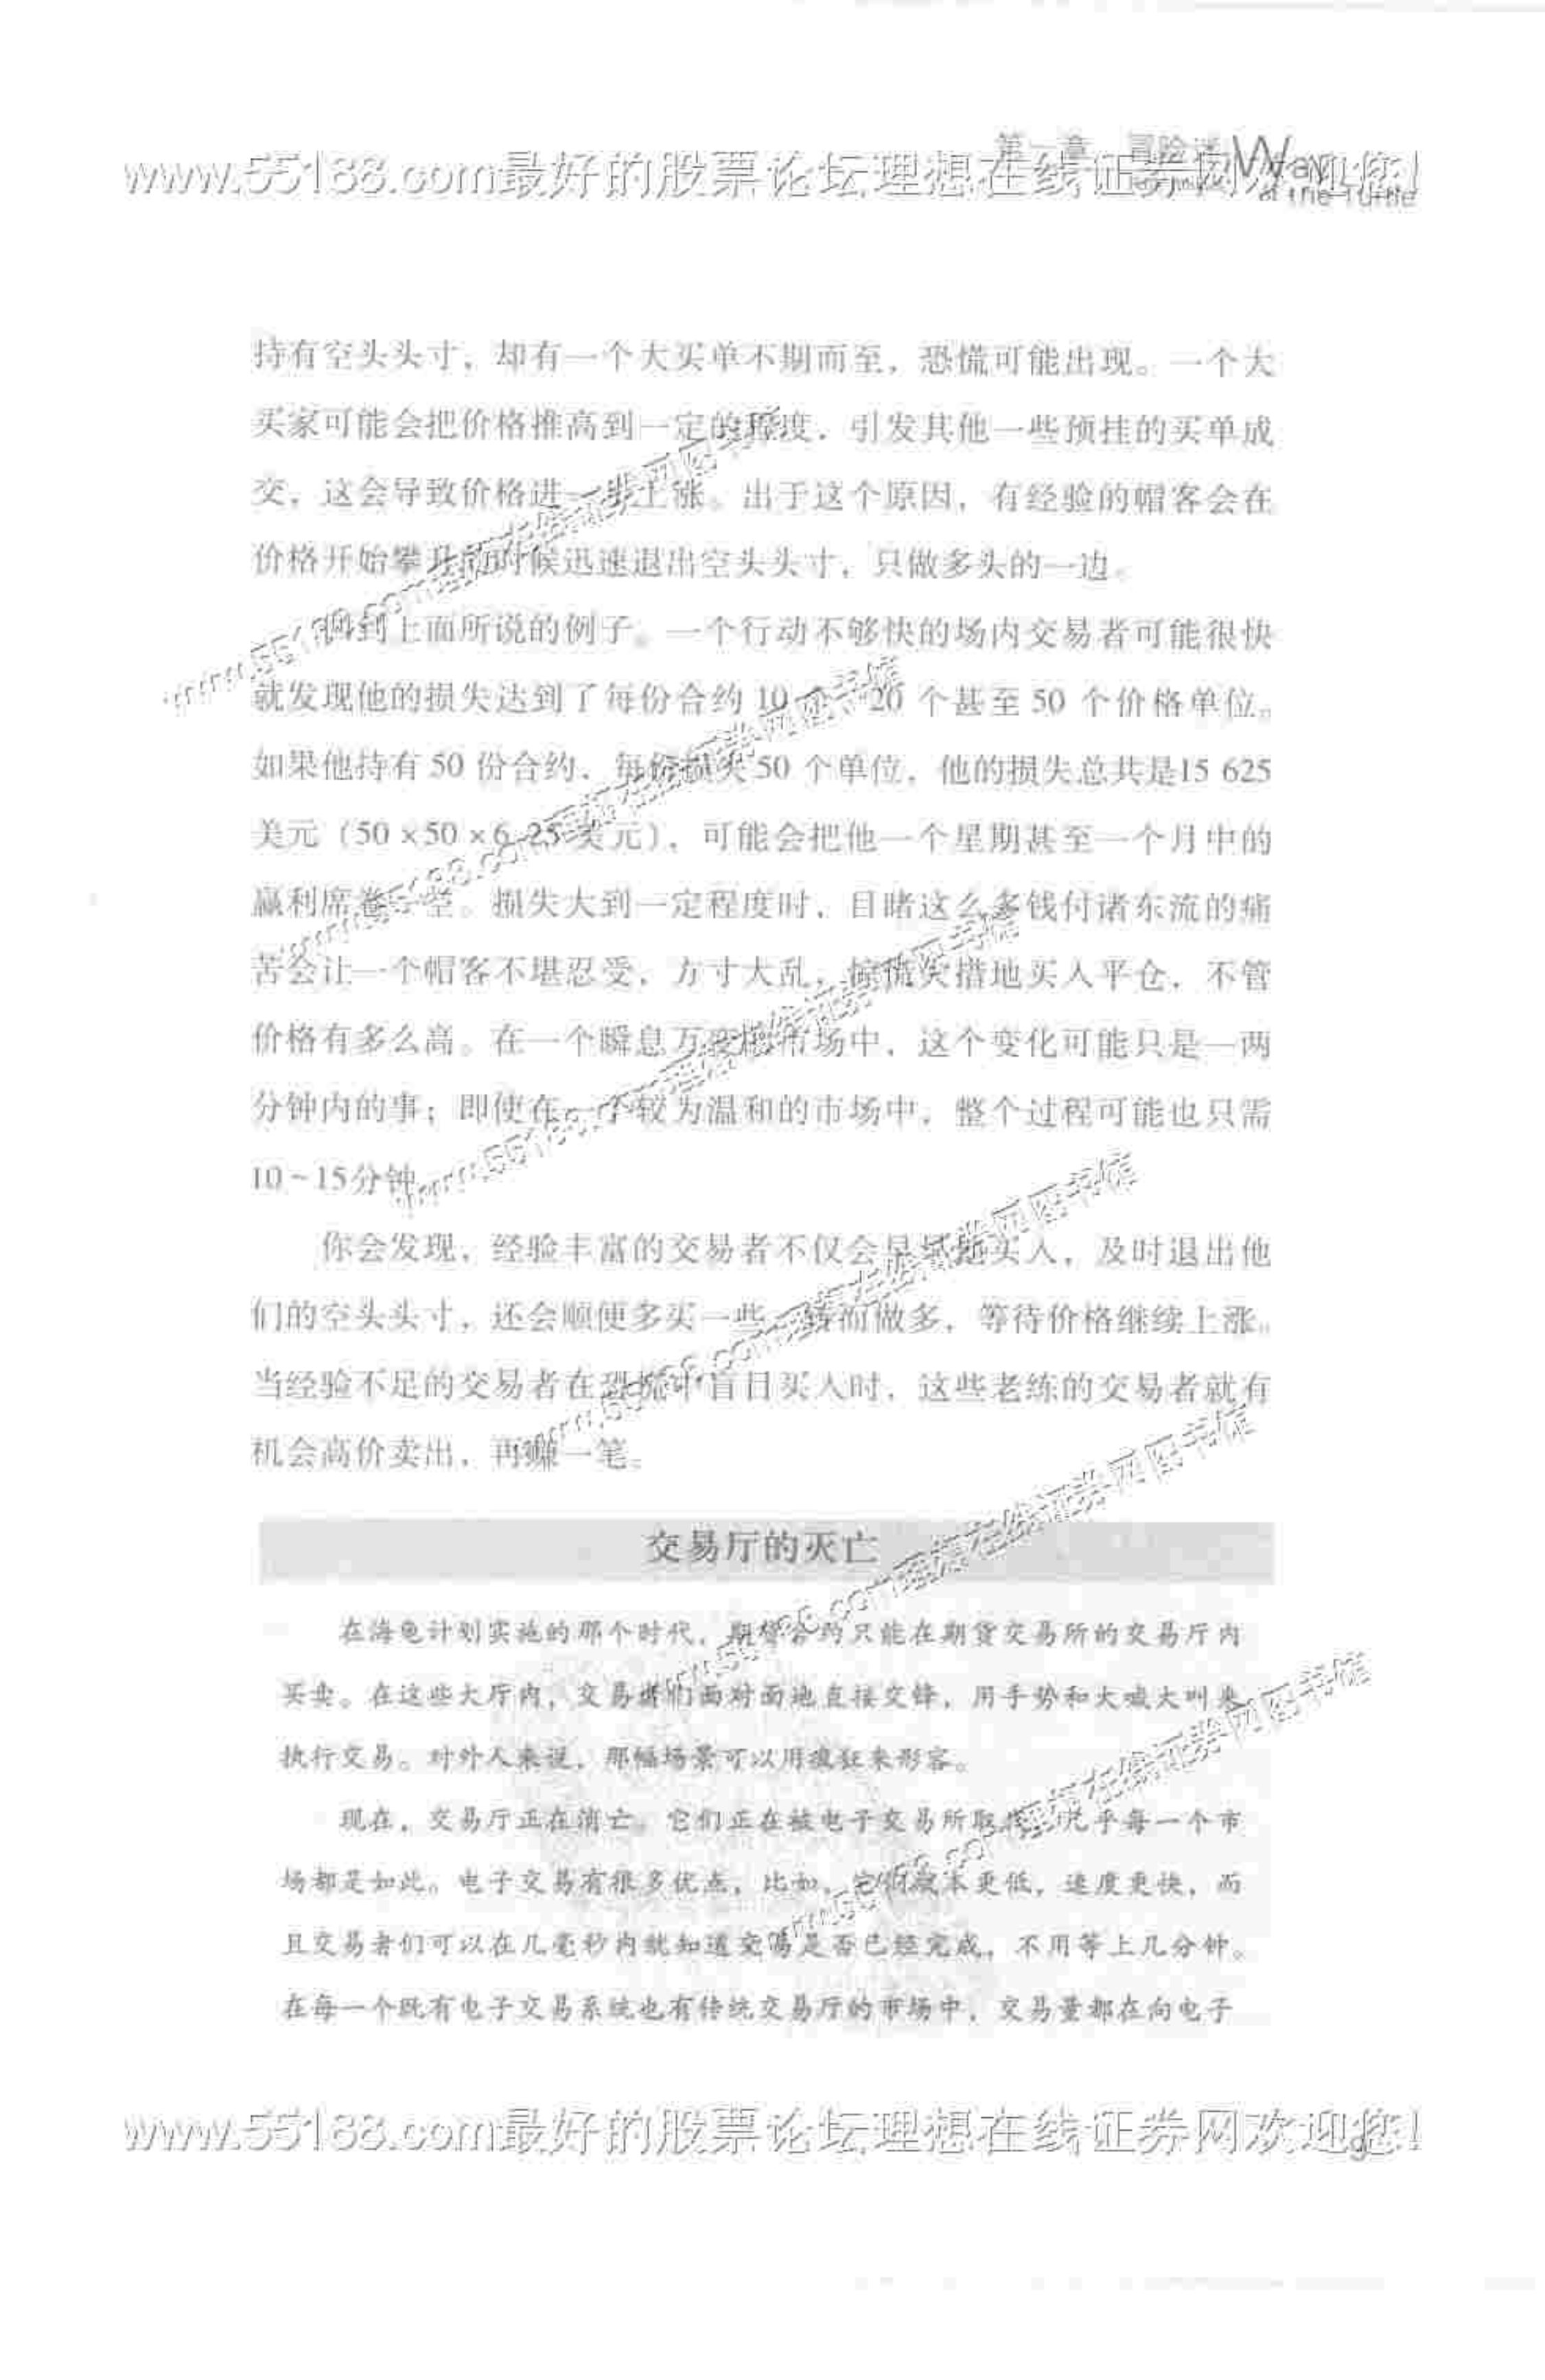 第一章 冒险
Way
of the Turtle
www.55188.com最好的股票论坛理想在线证券网欢迎您!
持有空头头寸，却有一个大买单不期而至，恐慌可能出现。一个大
买家可能会把价格推高到一定的程度，引发其他一些预挂的买单成
交，这会导致价格进一步上涨。出于这个原因，有经验的帽客会在
价格开始攀升的时候迅速退出空头头寸，只做多头的一边。
回到上面所说的例子。一个行动不够快的场内交易者可能很快
就发现他的损失达到了每份合约 10 个、20 个甚至 50 个价格单位。
如果他持有 50 份合约，每份损失 50 个单位，他的损失总共是15 625
美元（50×50×6.25美元），可能会把他一个星期甚至一个月中的
赢利席卷一空。损失大到一定程度时，目睹这么多钱付诸东流的痛
苦会让一个帽客不堪忍受，方寸大乱，惊慌失措地买入平仓，不管
价格有多么高。在一个瞬息万变的市场中，这个变化可能只是一两
分钟内的事；即使在一个较为温和的市场中，整个过程可能也只需
10~15分钟。
你会发现，经验丰富的交易者不仅会早早地买入，及时退出他
们的空头头寸，还会顺便多买一些，转而做多，等待价格继续上涨。
当经验不足的交易者在恐慌中盲目买入时，这些老练的交易者就有
机会高价卖出，再赚一笔。
交易厅的灭亡
在海龟计划实施的那个时代，期货合约只能在期货交易所的交易厅内
买卖。在这些大厅内，交易者们面对面地直接交锋，用手势和大喊大叫来
执行交易。对外人来说，那幅场景可以用疯狂来形容。
现在，交易厅正在消亡。它们正在被电子交易所取代，几乎每一个市
场都是如此。电子交易有很多优点，比如，它们成本更低，速度更快，而
且交易者们可以在几毫秒内就知道交易是否已经完成，不用等上几分钟。
在每一个既有电子交易系统也有传统交易厅的市场中，交易量都在向电子
www.55188.com最好的股票论坛理想在线证券网欢迎您!
9